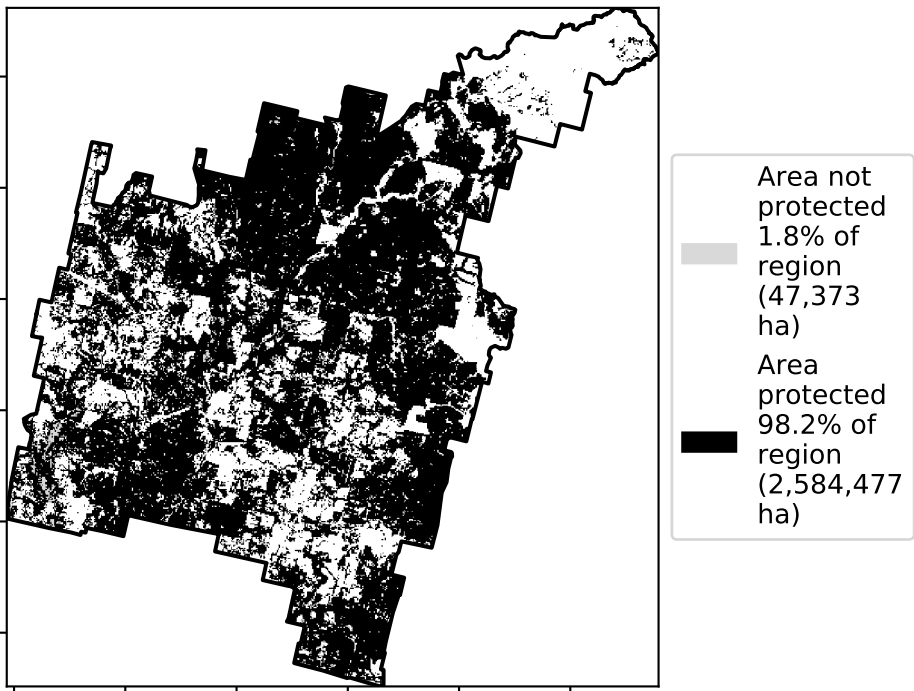 Area not
protected
1.8% of
region
(47,373
ha)
Area
protected
98.2% of
region
(2,584,477
ha)